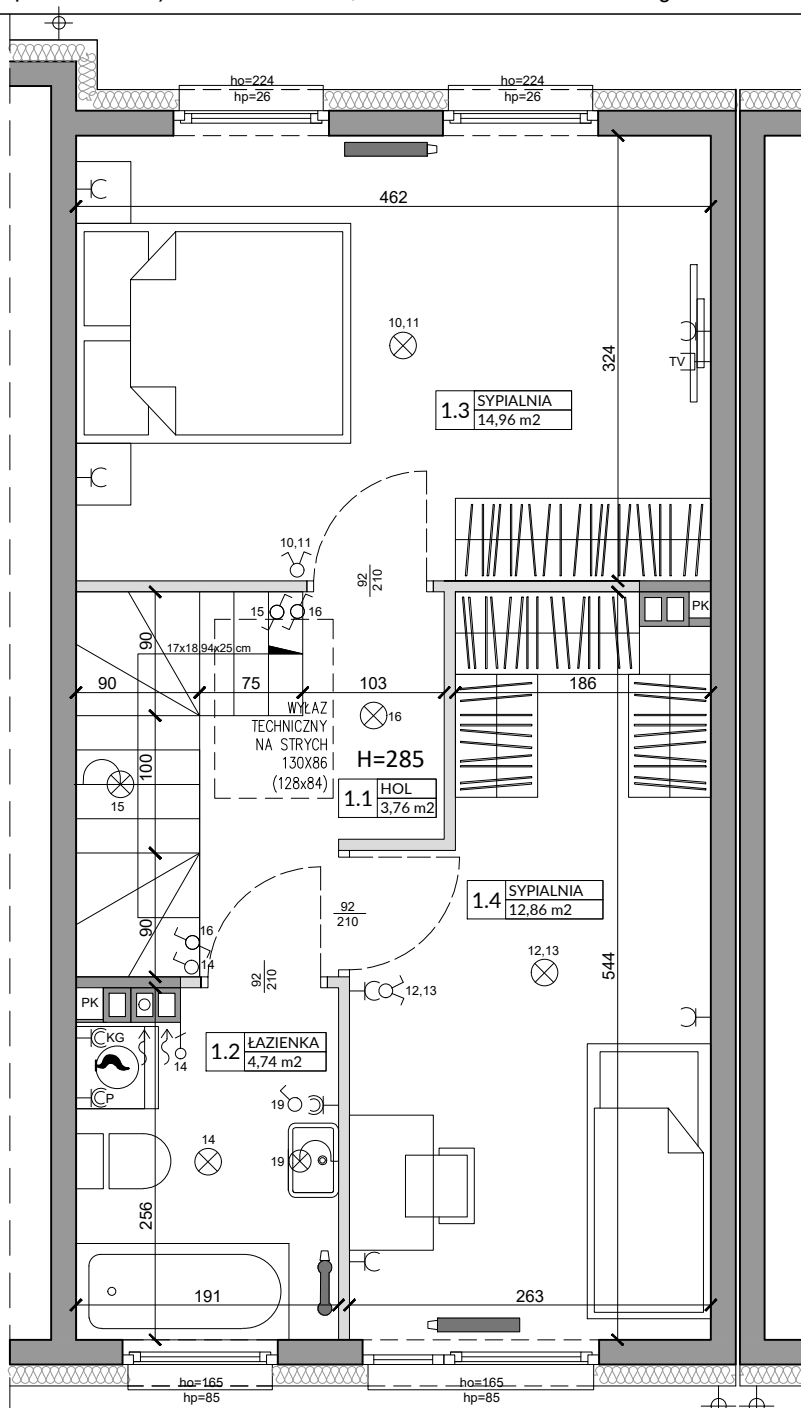 ho=224
hp=26
ho=224
hp=26
462
10,11
324
TV
1.3
SYPIALNIA
14,96 m2
10,11
92
210
15
16
PK
90
17x18,94x25 cm
90
75
103
186
WYŁAZ
TECHNICZNY
NA STRYCH
130X86
(128x84)
16
H=285
100
15
1.1
HOL
3,76 m2
1.4
SYPIALNIA
12,86 m2
92
210
90
16
14
92
210
12,13
544
12,13
PK
KG
14
P
1.2
ŁAZIENKA
4,74 m2
19
14
19
256
191
263
ho=165
hp=85
ho=165
hp=85